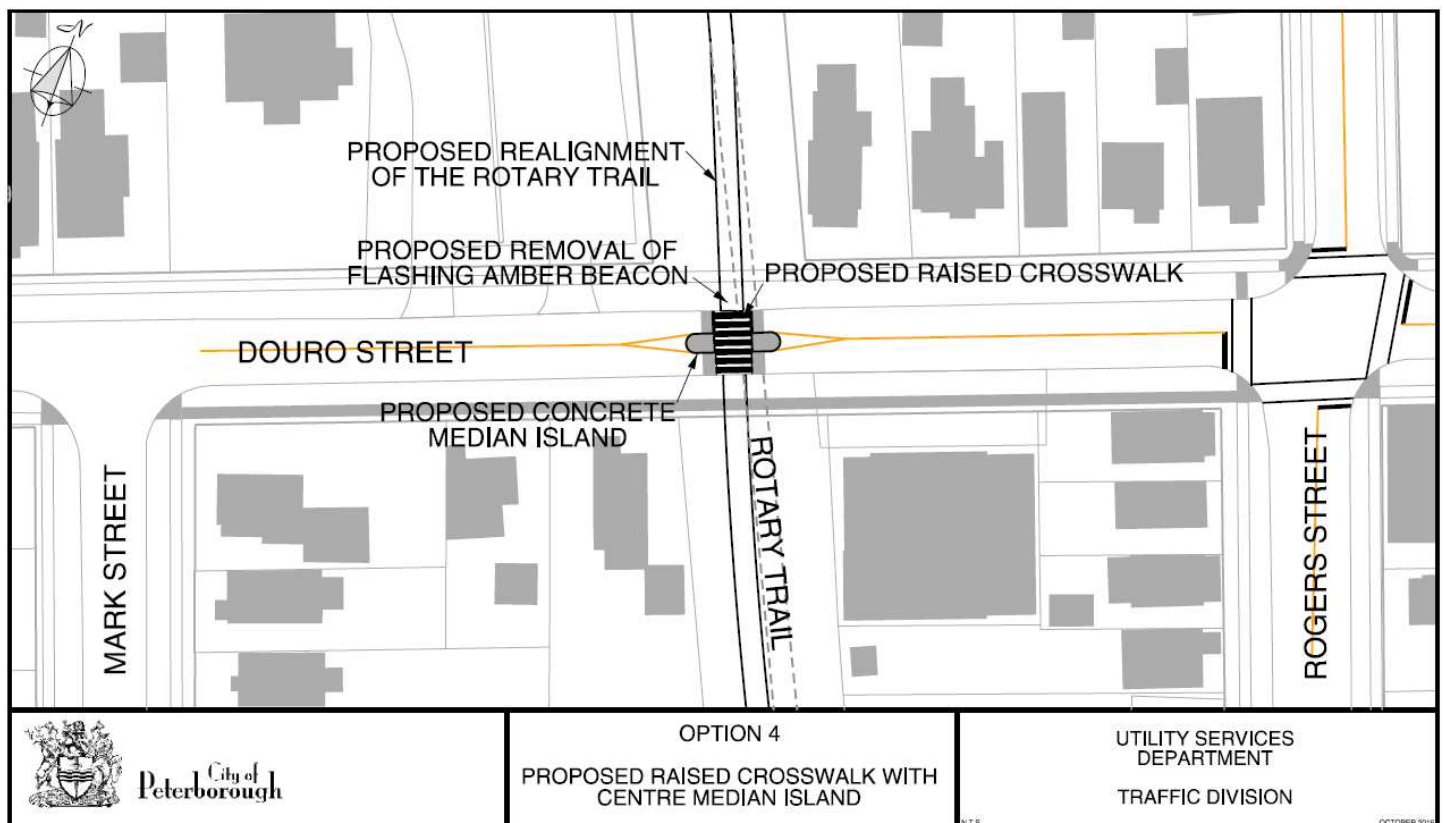 N
PROPOSED REALIGNMENT
OF THE ROTARY TRAIL
PROPOSED REMOVAL OF
FLASHING AMBER BEACON
PROPOSED RAISED CROSSWALK
DOURO STREET
PROPOSED CONCRETE
MEDIAN ISLAND
MARK STREET
ROTARY TRAIL
ROGERS STREET
City of
Peterborough
OPTION 4
PROPOSED RAISED CROSSWALK WITH
CENTRE MEDIAN ISLAND
UTILITY SERVICES
DEPARTMENT
TRAFFIC DIVISION
N.T.S.